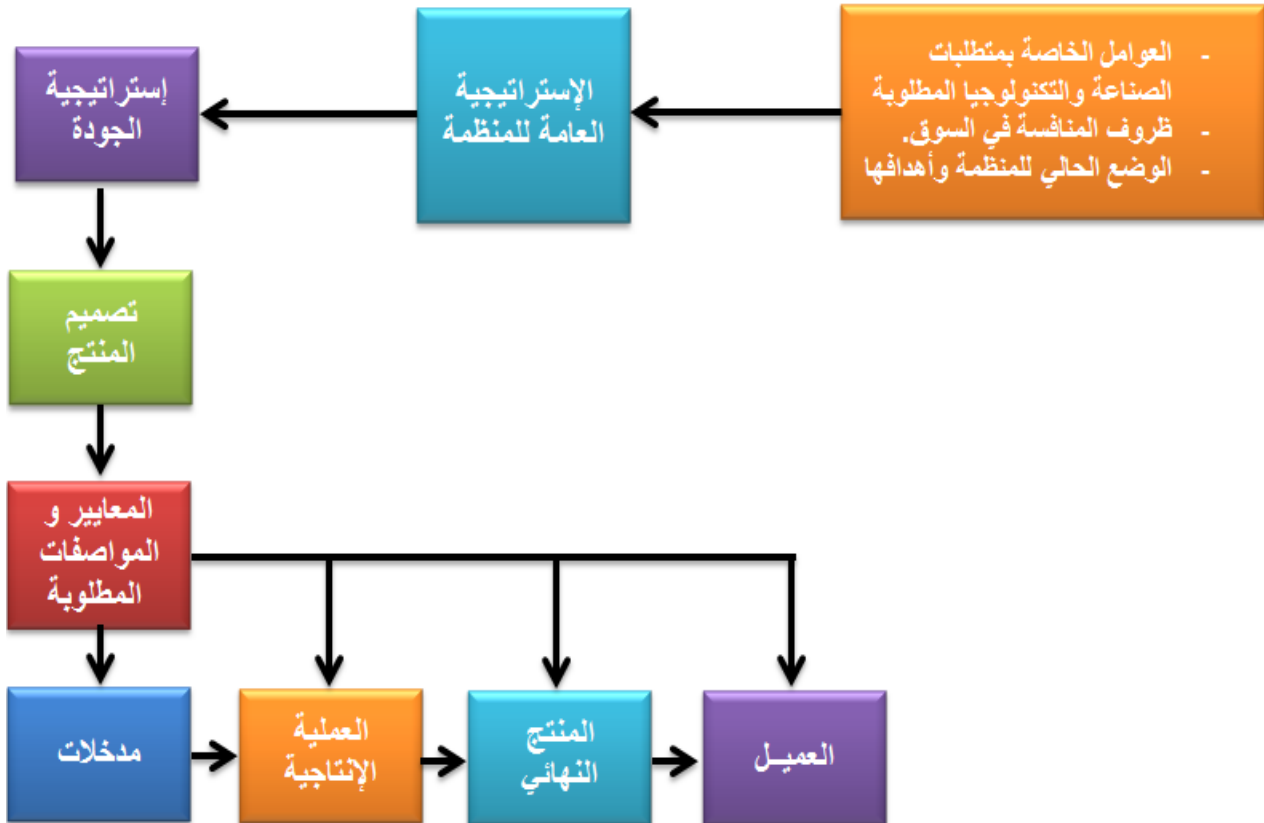 - العوامل الخاصة بمتطلبات
الصناعة والتكنولوجيا المطلوبة
- ظروف المنافسة في السوق.
- الوضع الحالي للمنظمة وأهدافها
الإستراتيجية
العامة للمنظمة
إستراتيجية
الجودة
تصميم
المنتج
المعايير و
المواصفات
المطلوبة
مدخلات
العملية
الإنتاجية
المنتج
النهائي
العميـل